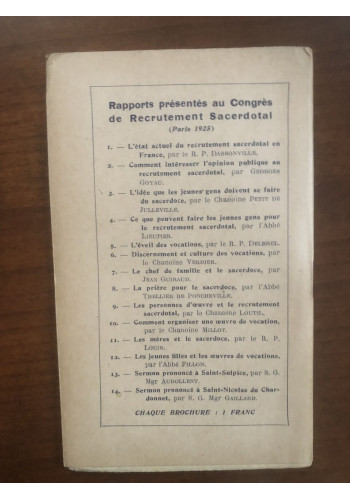 Rapports présentés au Congrès
de Recrutement Sacerdotal
(Paris 1925)
1. — L'état actuel du recrutement sacerdotal en
France, par le R. P. DASSONVILLE.
2. — Comment intéresser l'opinion publique au
recrutement sacerdotal, par GEORGES
GOYAU.
3. — L'idée que les jeunes gens doivent se faire
du sacerdoce, par le Chanoine PETIT DE
JULLEVILLE.
4. — Ce que peuvent faire les jeunes gens pour
le recrutement sacerdotal, par l'Abbé
LIEUTIER.
5. — L'éveil des vocations, par le R. P. DELBREL.
6. — Discernement et culture des vocations, par
le Chanoine VERDIER.
7. — Le chef de famille et le sacerdoce, par
JEAN GUIRAUD.
8. — La prière pour le sacerdoce, par l'Abbé
THELLIER DE PONCHEVILLE.
9. — Les personnes d'œuvre et le recrutement
sacerdotal, par le Chanoine LOUTIL.
10. — Comment organiser une œuvre de vocation,
par le Chanoine MILLOT.
11. — Les mères et le sacerdoce, par le R. P.
LOUIS.
12. — Les jeunes filles et les œuvres de vocations,
par l'Abbé PILLON.
13. — Sermon prononcé à Saint-Sulpice, par S. G.
Mgr AUDOLLENT.
14. — Sermon prononcé à Saint-Nicolas du Char-
donnet, par S. G. Mgr GAILLARD.
CHAQUE BROCHURE : 1 FRANC